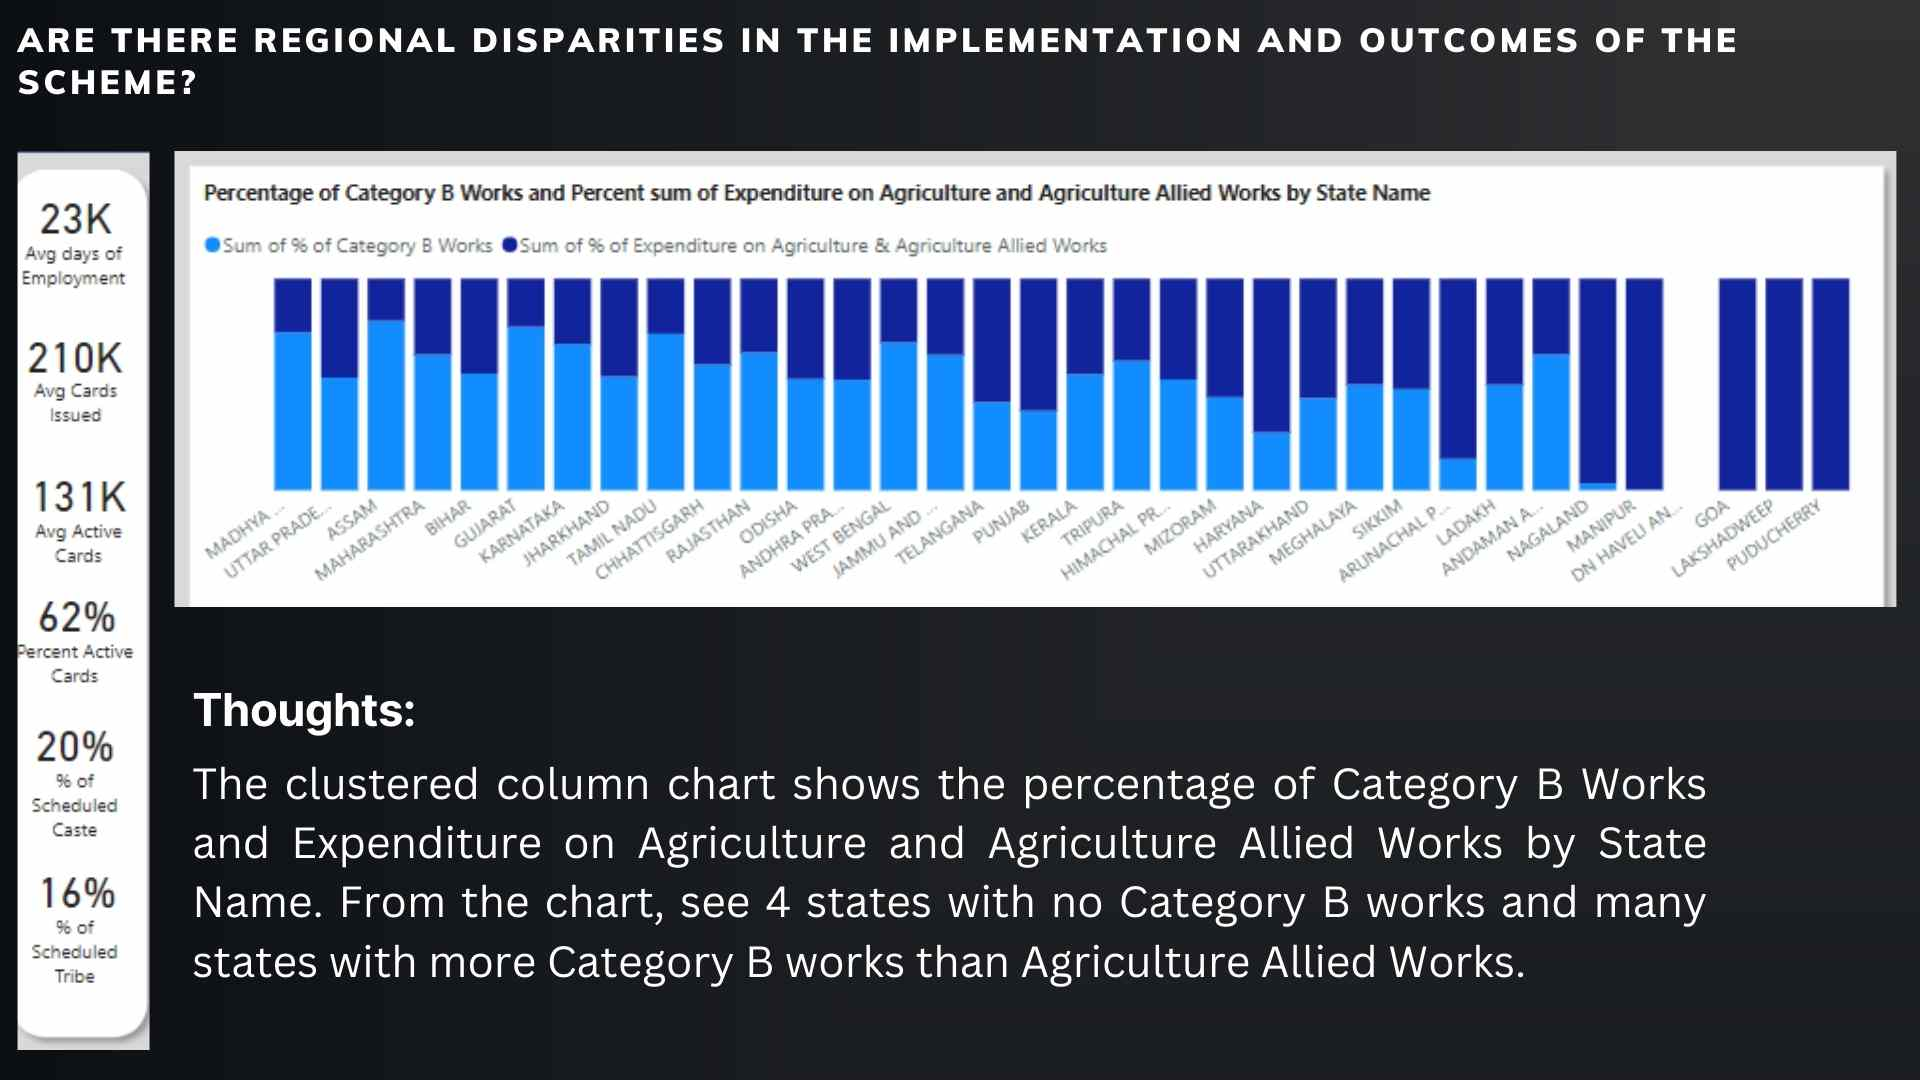 ARE THERE REGIONAL DISPARITIES IN THE IMPLEMENTATION AND OUTCOMES OF THE
SCHEME?
23K
Avg days of
Employment
210K
Avg Cards
Issued
131K
Avg Active
Cards
62%
Percent Active
Cards
20%
% of
Scheduled
Caste
16%
% of
Scheduled
Tribe
Percentage of Category B Works and Percent sum of Expenditure on Agriculture and Agriculture Allied Works by State Name
Sum of % of Category B Works Sum of % of Expenditure on Agriculture & Agriculture Allied Works
MADHYA ...
UTTAR PRADE...
ASSAM
MAHARASHTRA
BIHAR
GUJARAT
KARNATAKA
JHARKHAND
TAMIL NADU
CHHATTISGARH
RAJASTHAN
ODISHA
ANDHRA PRA...
WEST BENGAL
JAMMU AND ...
TELANGANA
PUNJAB
KERALA
TRIPURA
HIMACHAL PR...
MIZORAM
HARYANA
UTTARAKHAND
MEGHALAYA
SIKKIM
ARUNACHAL P...
LADAKH
ANDAMAN A...
NAGALAND
MANIPUR
DN HAVELI AN...
GOA
LAKSHADWEEP
PUDUCHERRY
Thoughts:
The clustered column chart shows the percentage of Category B Works
and Expenditure on Agriculture and Agriculture Allied Works by State
Name. From the chart, see 4 states with no Category B works and many
states with more Category B works than Agriculture Allied Works.